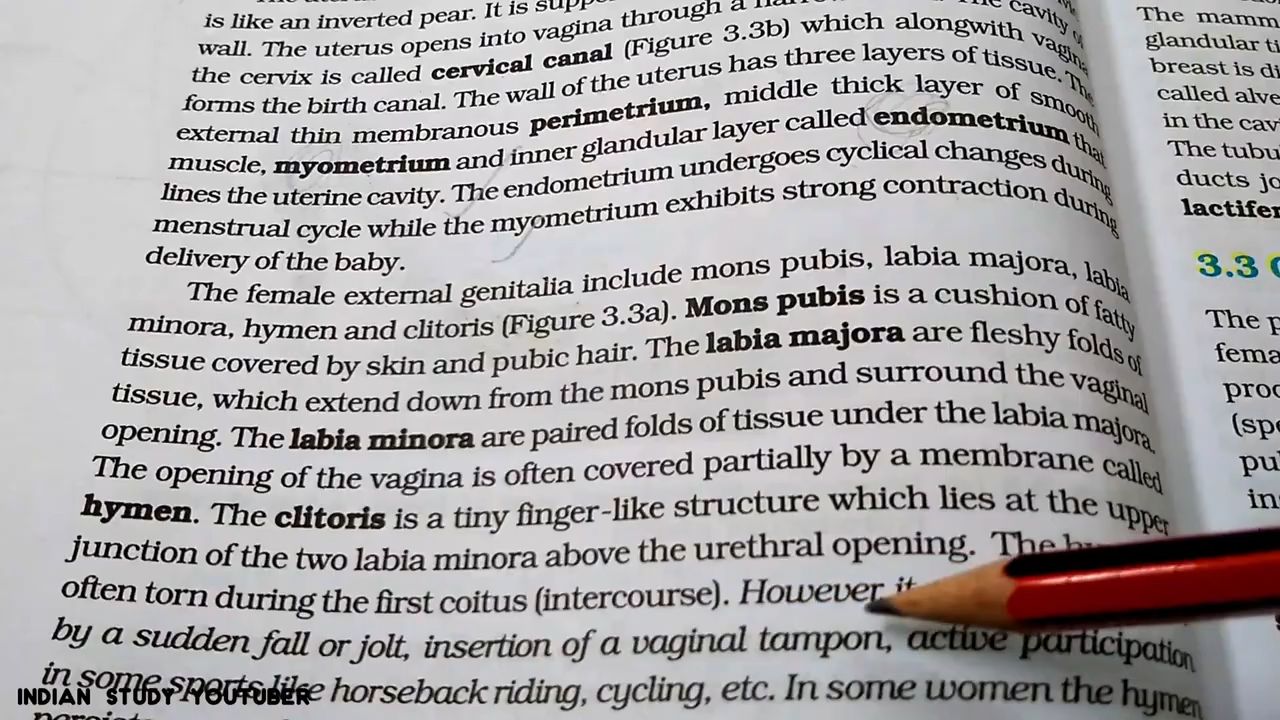 is like an inverted pear. It is
wall. The uterus opens into vagina through a
the cervix is called cervical canal (Figure 3.3b) which alongwith vagina
forms the birth canal. The wall of the uterus has three layers of tissue. The
external thin membranous perimetrium, middle thick layer of smooth
muscle, myometrium and inner glandular layer called endometrium that
lines the uterine cavity. The endometrium undergoes cyclical changes during
menstrual cycle while the myometrium exhibits strong contraction during
delivery of the baby.
The female external genitalia include mons pubis, labia majora, labia
minora, hymen and clitoris (Figure 3.3a). Mons pubis is a cushion of fatty
tissue covered by skin and pubic hair. The labia majora are fleshy folds of
tissue, which extend down from the mons pubis and surround the vaginal
opening. The labia minora are paired folds of tissue under the labia majora.
The opening of the vagina is often covered partially by a membrane called
hymen. The clitoris is a tiny finger-like structure which lies at the upper
junction of the two labia minora above the urethral opening. The
often torn during the first coitus (intercourse). However it
by a sudden fall or jolt, insertion of a vaginal tampon, active participation
in some sports like horseback riding, cycling, etc. In some women the hymen
INDIAN STUDY YOUTUBER
The
glandular
breast is
called
in the
The
ducts
3.3
The